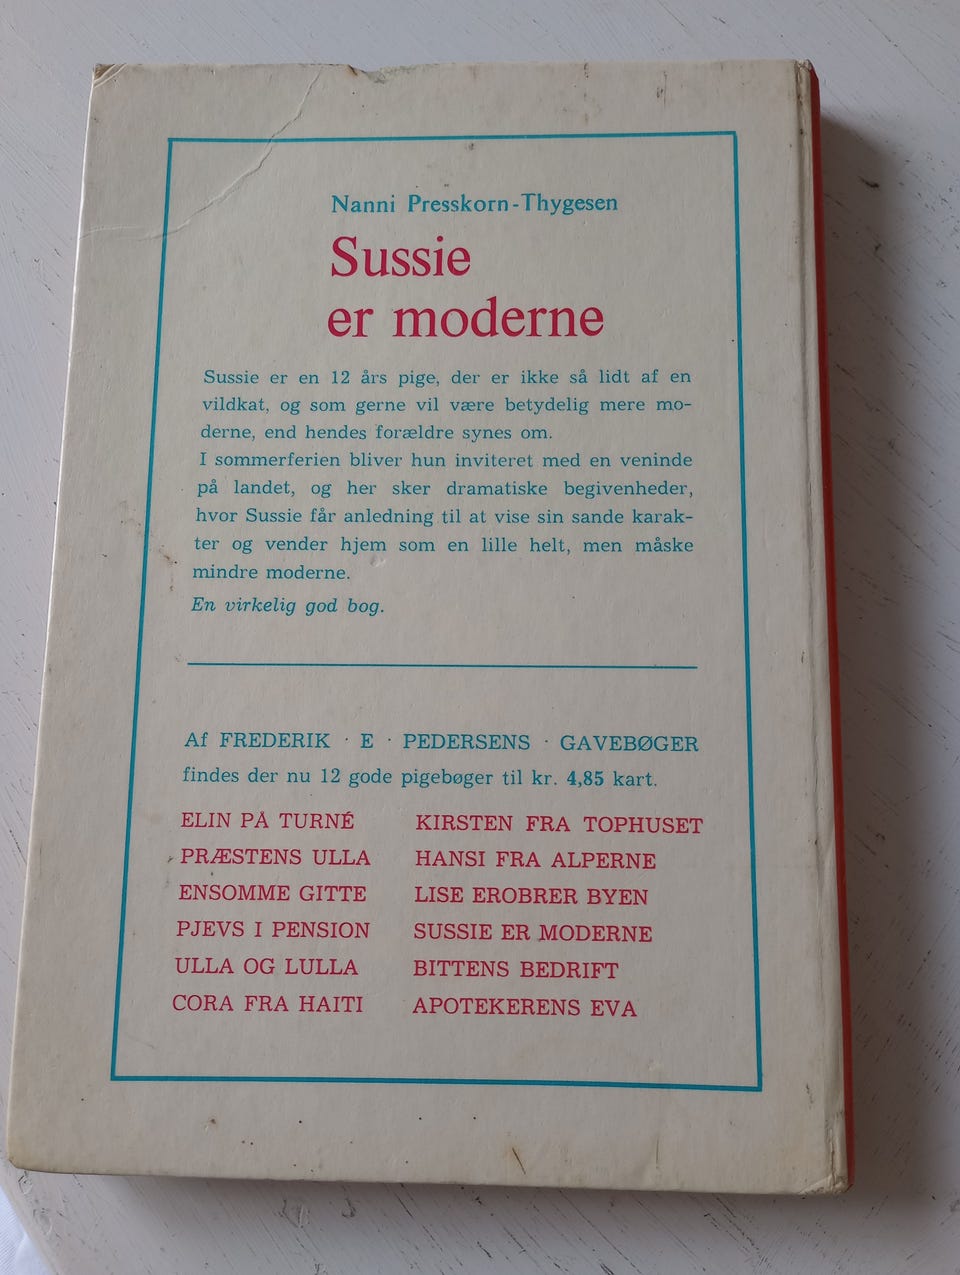 Nanni Presskorn-Thygesen
Sussie
er moderne
Sussie er en 12 års pige, der er ikke så lidt af en
vildkat, og som gerne vil være betydelig mere mo-
derne, end hendes forældre synes om.
I sommerferien bliver hun inviteret med en veninde
på landet, og her sker dramatiske begivenheder,
hvor Sussie får anledning til at vise sin sande karak-
ter og vender hjem som en lille helt, men måske
mindre moderne.
En virkelig god bog.
Af FREDERIK · E · PEDERSENS · GAVEBØGER
findes der nu 12 gode pigebøger til kr. 4,85 kart.
ELIN PÅ TURNÉ
PRÆSTENS ULLA
ENSOMME GITTE
PJEVS I PENSION
ULLA OG LULLA
CORA FRA HAITI
KIRSTEN FRA TOPHUSET
HANSI FRA ALPERNE
LISE EROBRER BYEN
SUSSIE ER MODERNE
BITTENS BEDRIFT
APOTEKERENS EVA